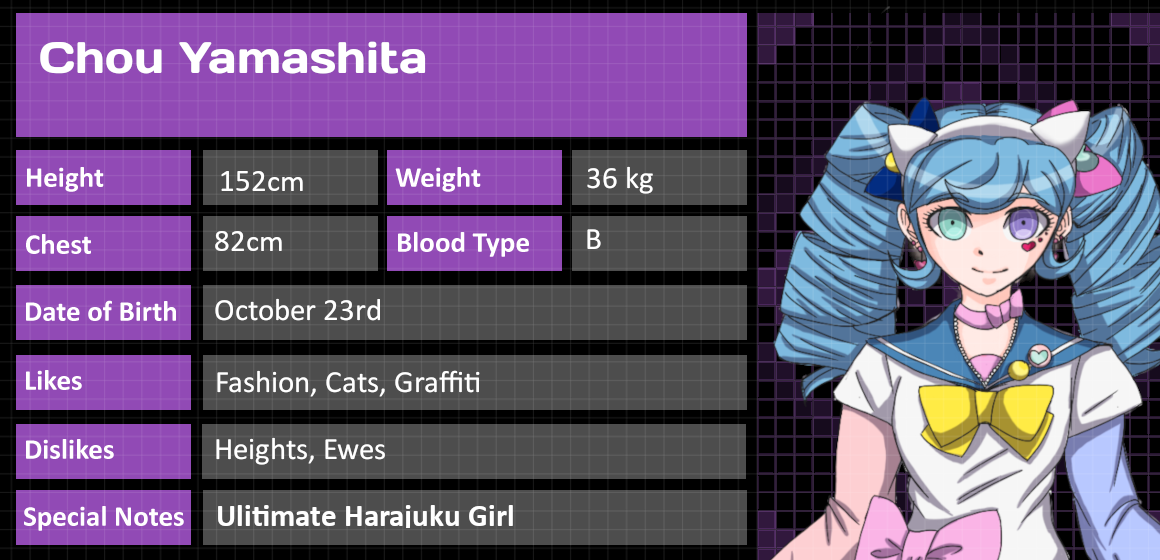 Chou Yamashita
Height 152cm Weight 36 kg
Chest 82cm Blood Type B
Date of Birth October 23rd
Likes Fashion, Cats, Graffiti
Dislikes Heights, Ewes
Special Notes Ulitimate Harajuku Girl